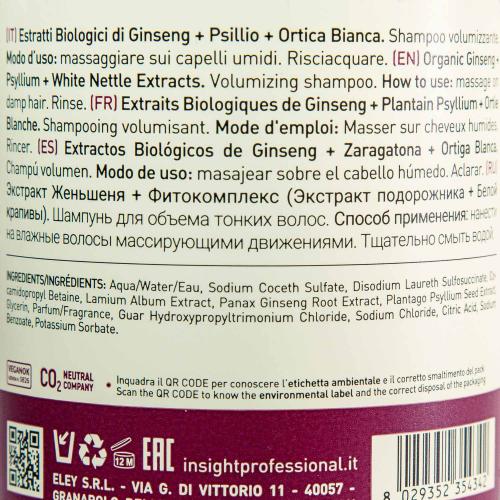 (IT) Estratti Biologici di Ginseng + Psillio + Ortica Bianca. Shampoo volumizzante.
Modo d'uso: massaggiare sui capelli umidi. Risciacquare. (EN) Organic Ginseng +
Psyllium + White Nettle Extracts. Volumizing shampoo. How to use: massage on
damp hair. Rinse. (FR) Extraits Biologiques de Ginseng + Plantain Psyllium + Ortie
Blanche. Shampooing volumisant. Mode d'emploi: Masser sur cheveux humides.
Rincer. (ES) Extractos Biológicos de Ginseng + Zaragatona + Ortiga Blanca.
Champú volumen. Modo de uso: masajear sobre el cabello húmedo. Aclarar. (RU)
Экстракт Женьшеня + Фитокомплекс (Экстракт подорожника + Белой
крапивы). Шампунь для объема тонких волос. Способ применения: нанести
на влажные волосы массирующими движениями. Тщательно смыть водой.
INGREDIENTS/INGRÉDIENTS: Aqua/Water/Eau, Sodium Coceth Sulfate, Disodium Laureth Sulfosuccinate, Co-
camidopropyl Betaine, Lamium Album Extract, Panax Ginseng Root Extract, Plantago Psyllium Seed Extract,
Glycerin, Parfum/Fragrance, Guar Hydroxypropyltrimonium Chloride, Sodium Chloride, Citric Acid, Sodium
Benzoate, Potassium Sorbate.
VEGANOK
CO2 NEUTRAL COMPANY
• Inquadra il QR CODE per conoscere l'etichetta ambientale e il corretto smaltimento del pack
Scan the QR CODE to know the environmental label and the correct disposal of the packaging
12 M
EAC
insightprofessional.it
ELEY S.R.L. - VIA G. DI VITTORIO 11 - 40057 -
8 029352 354342